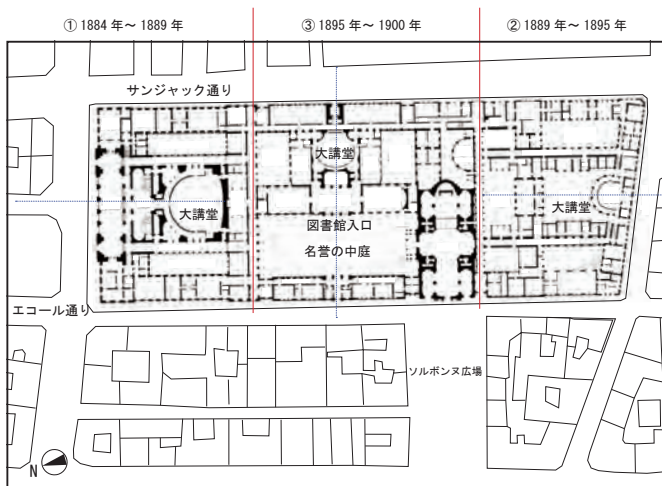 ① 1884 年～ 1889 年
③ 1895 年～ 1900 年
② 1889 年～ 1895 年
サンジャック通り
大講堂
大講堂
大講堂
図書館入口
名誉の中庭
エコール通り
ソルボンヌ広場
N